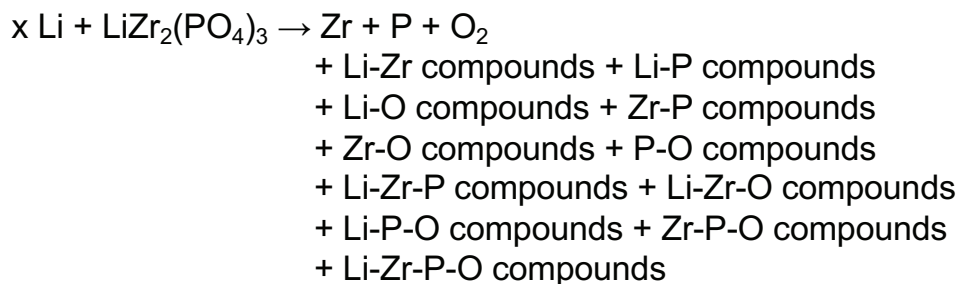 x Li + LiZr₂(PO₄)₃ → Zr + P + O₂
+ Li-Zr compounds + Li-P compounds
+ Li-O compounds + Zr-P compounds
+ Zr-O compounds + P-O compounds
+ Li-Zr-P compounds + Li-Zr-O compounds
+ Li-P-O compounds + Zr-P-O compounds
+ Li-Zr-P-O compounds